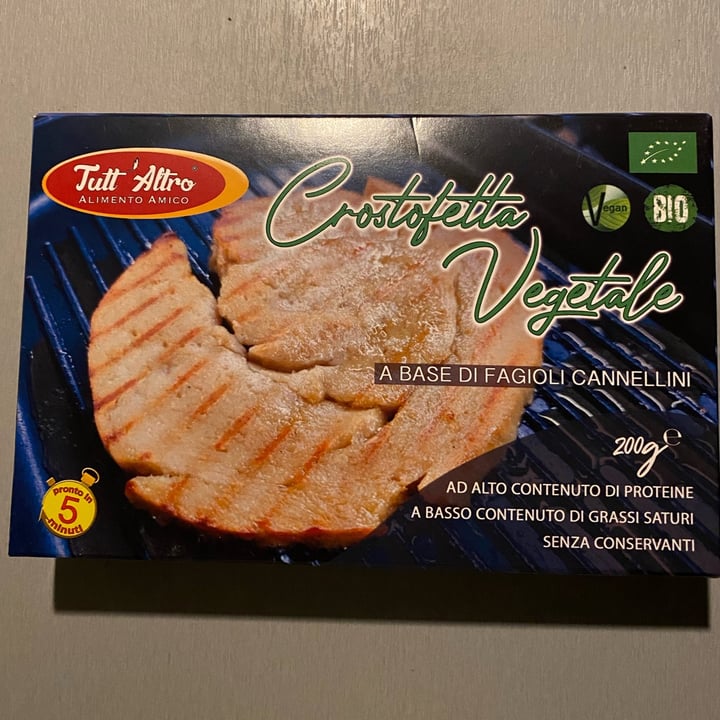 Tutt'Altro
ALIMENTO AMICO
Crostofetta
Vegetale
Vegan
BIO
A BASE DI FAGIOLI CANNELLINI
200g e
AD ALTO CONTENUTO DI PROTEINE
A BASSO CONTENUTO DI GRASSI SATURI
SENZA CONSERVANTI
pronto in
5
minuti